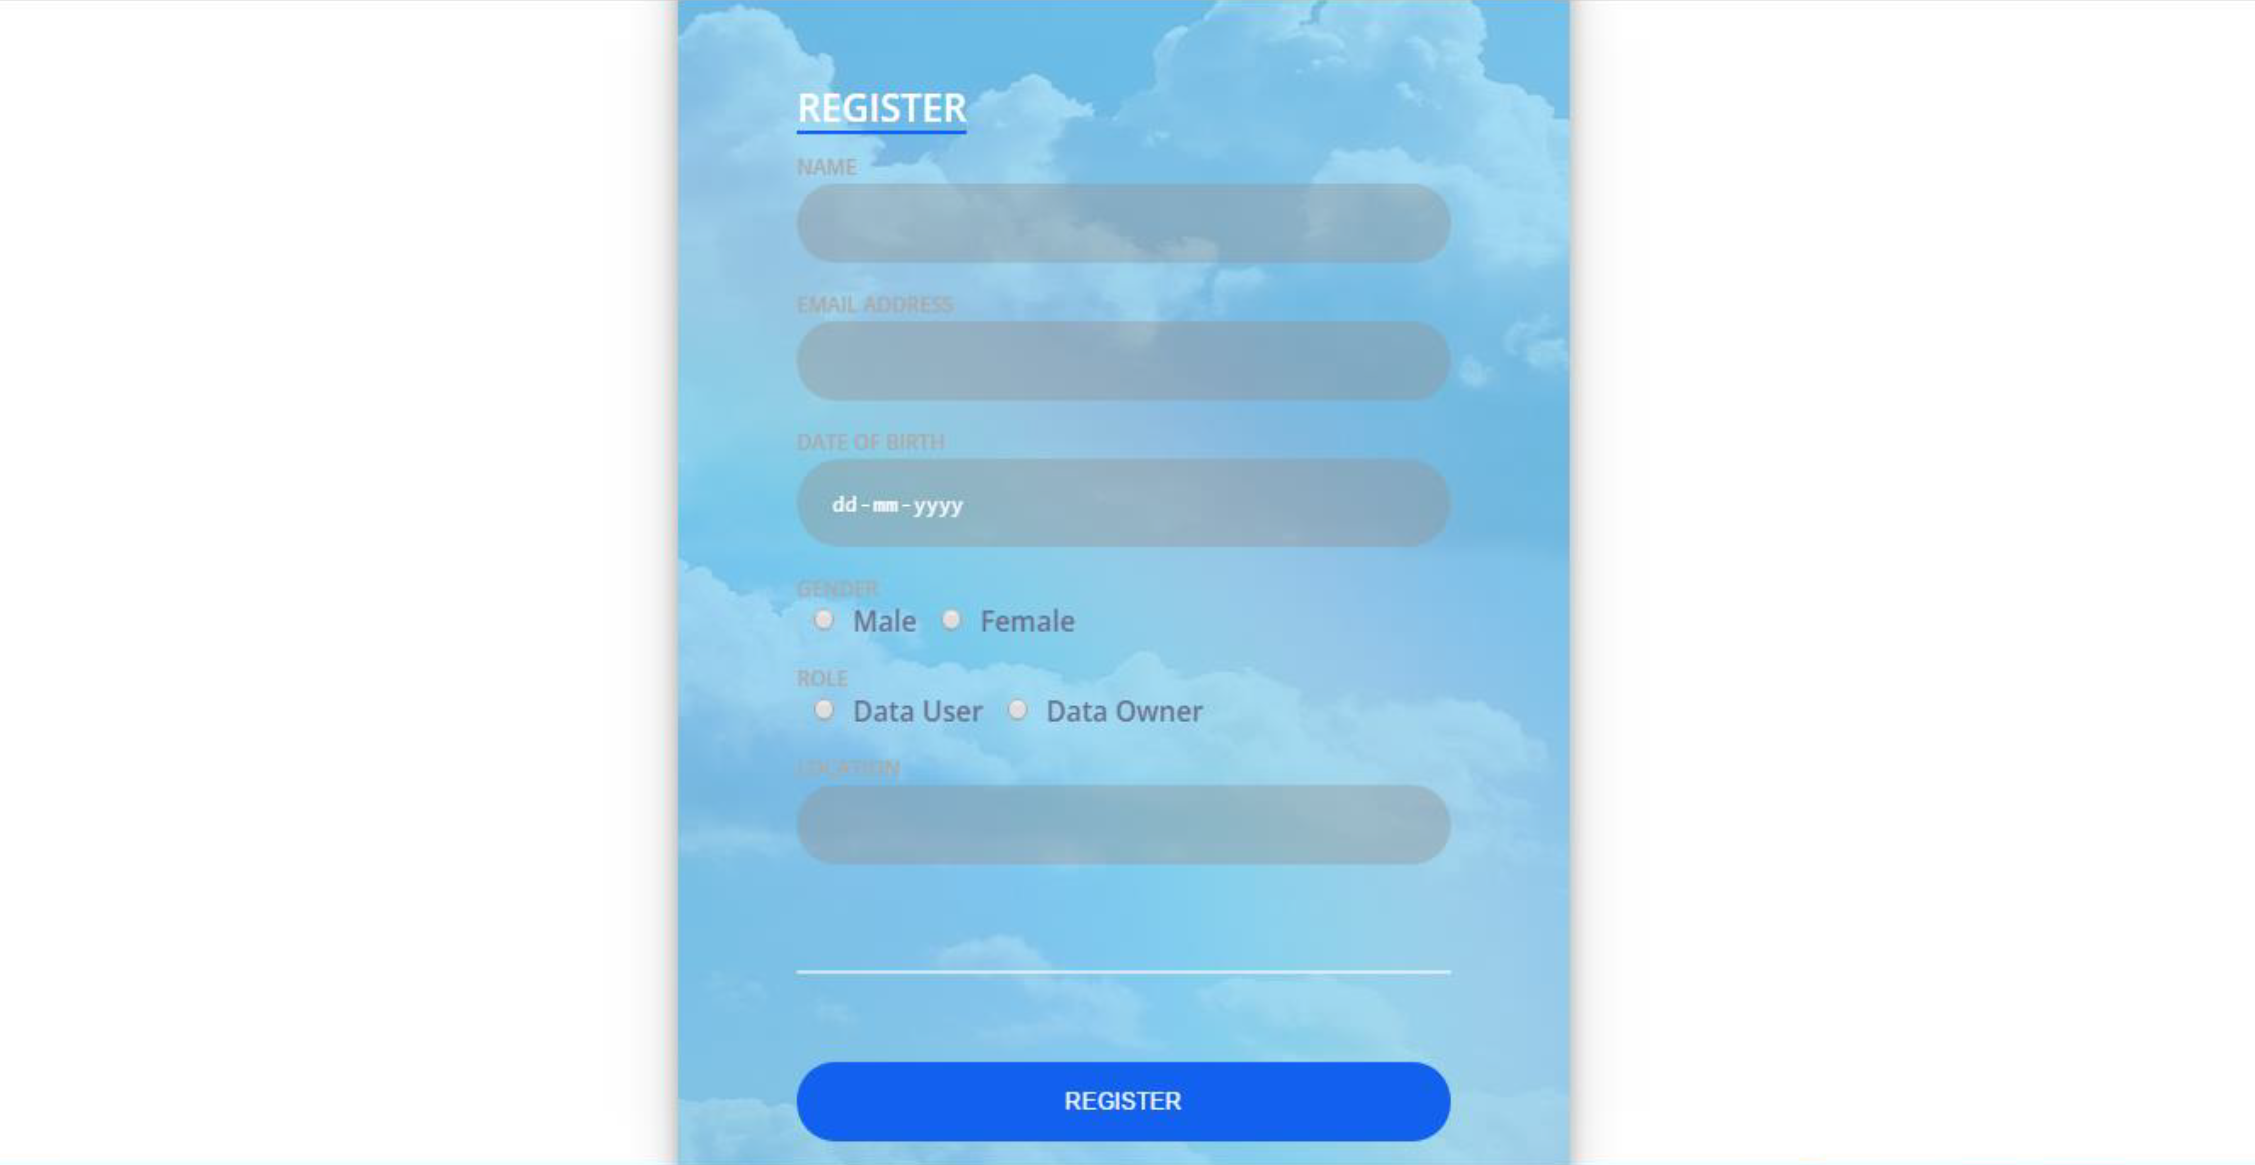 REGISTER
NAME
EMAIL ADDRESS
DATE OF BIRTH
dd-mm-yyyy
GENDER
Male Female
ROLE
Data User Data Owner
LOCATION
REGISTER